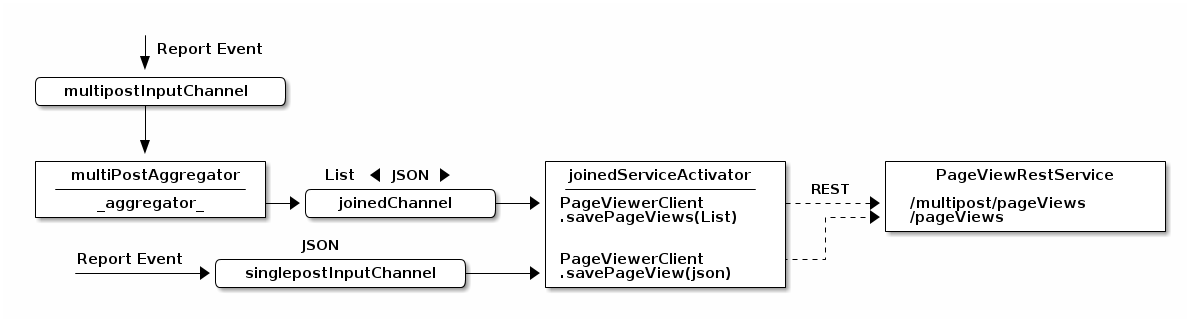 Report Event
multipostInputChannel
multiPostAggregator
_aggregator_
List ◀ JSON ▶
joinedChannel
joinedServiceActivator
PageViewerClient
.savePageViews(List)
PageViewerClient
.savePageView(json)
REST
PageViewRestService
/multipost/pageViews
/pageViews
JSON
Report Event
singlepostInputChannel